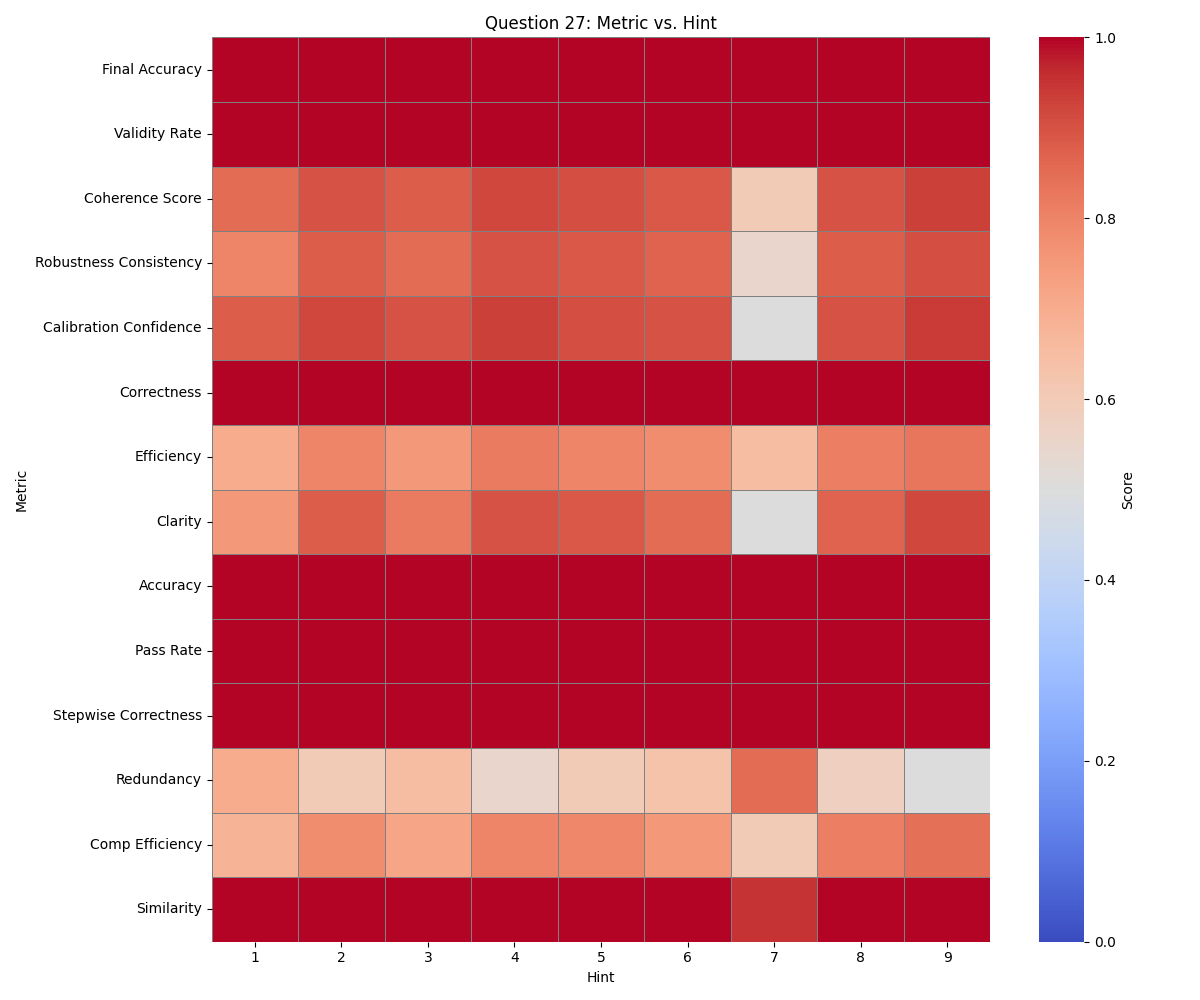 Question 27: Metric vs. Hint
Final Accuracy
Validity Rate
Coherence Score
Robustness Consistency
Calibration Confidence
Correctness
Efficiency
Clarity
Accuracy
Pass Rate
Stepwise Correctness
Redundancy
Comp Efficiency
Similarity
Metric
1 2 3 4 5 6 7 8 9
Hint
1.0
0.8
0.6
0.4
0.2
0.0
Score